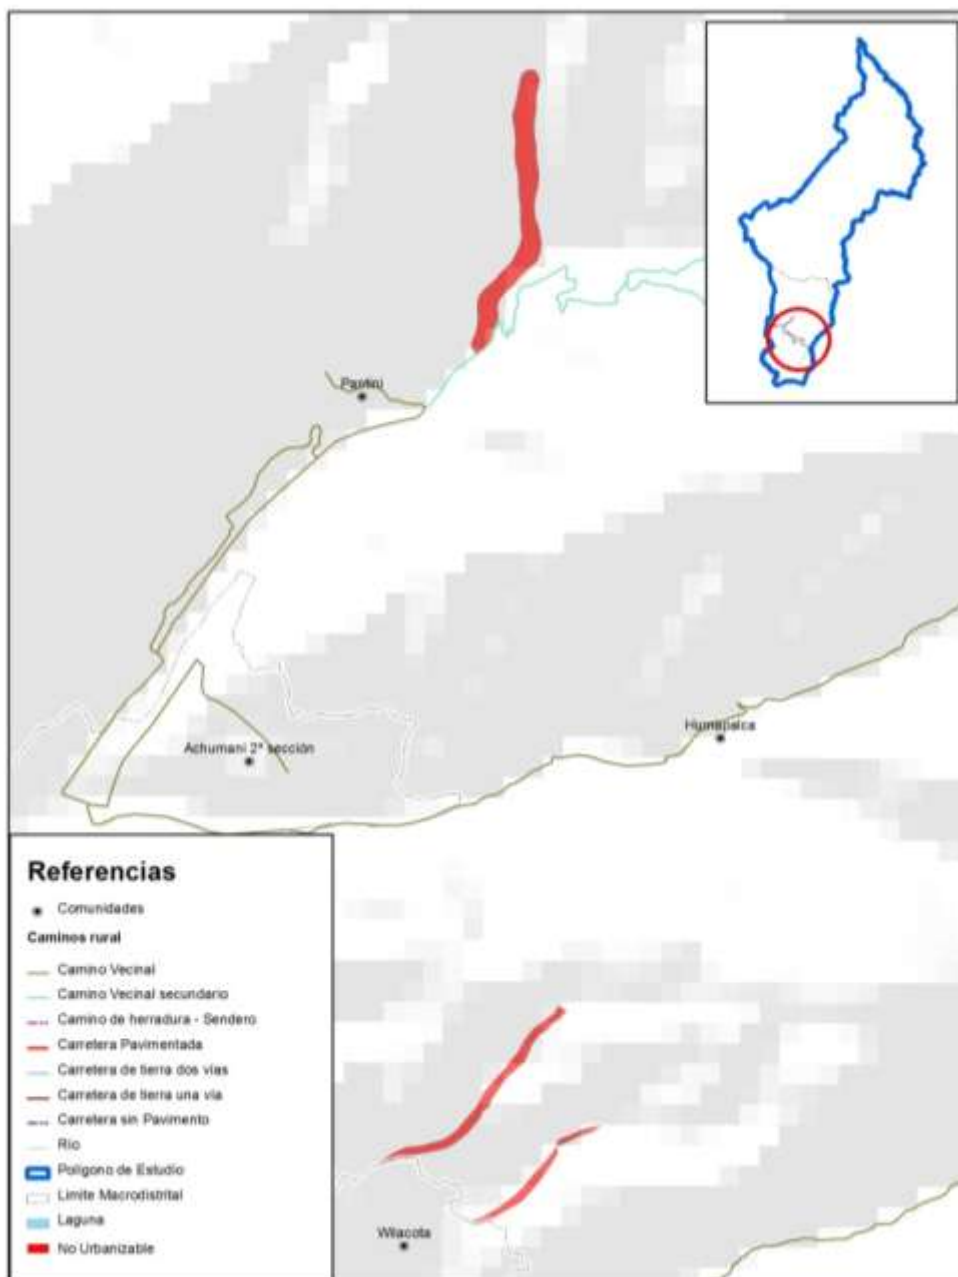 Pantini
Humapalca
Achumani 2ª sección
Referencias
Comunidades
Caminos rural
Camino Vecinal
Camino Vecinal secundario
Camino de herradura - Sendero
Carretera Pavimentada
Carretera de tierra dos vías
Carretera de tierra una vía
Carretera sin Pavimento
Río
Polígono de Estudio
Limite Macrodistrital
Laguna
No Urbanizable
Wilacota